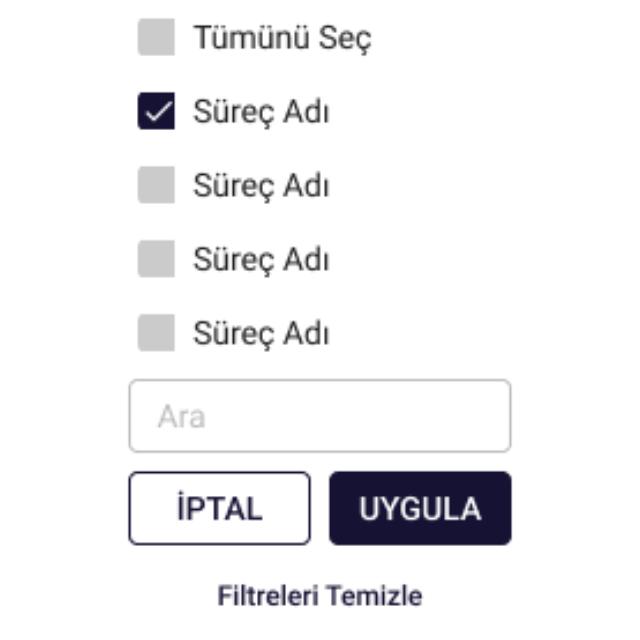 Tümünü Seç
Süreç Adı
Süreç Adı
Süreç Adı
Süreç Adı
Ara
İPTAL UYGULA
Filtreleri Temizle